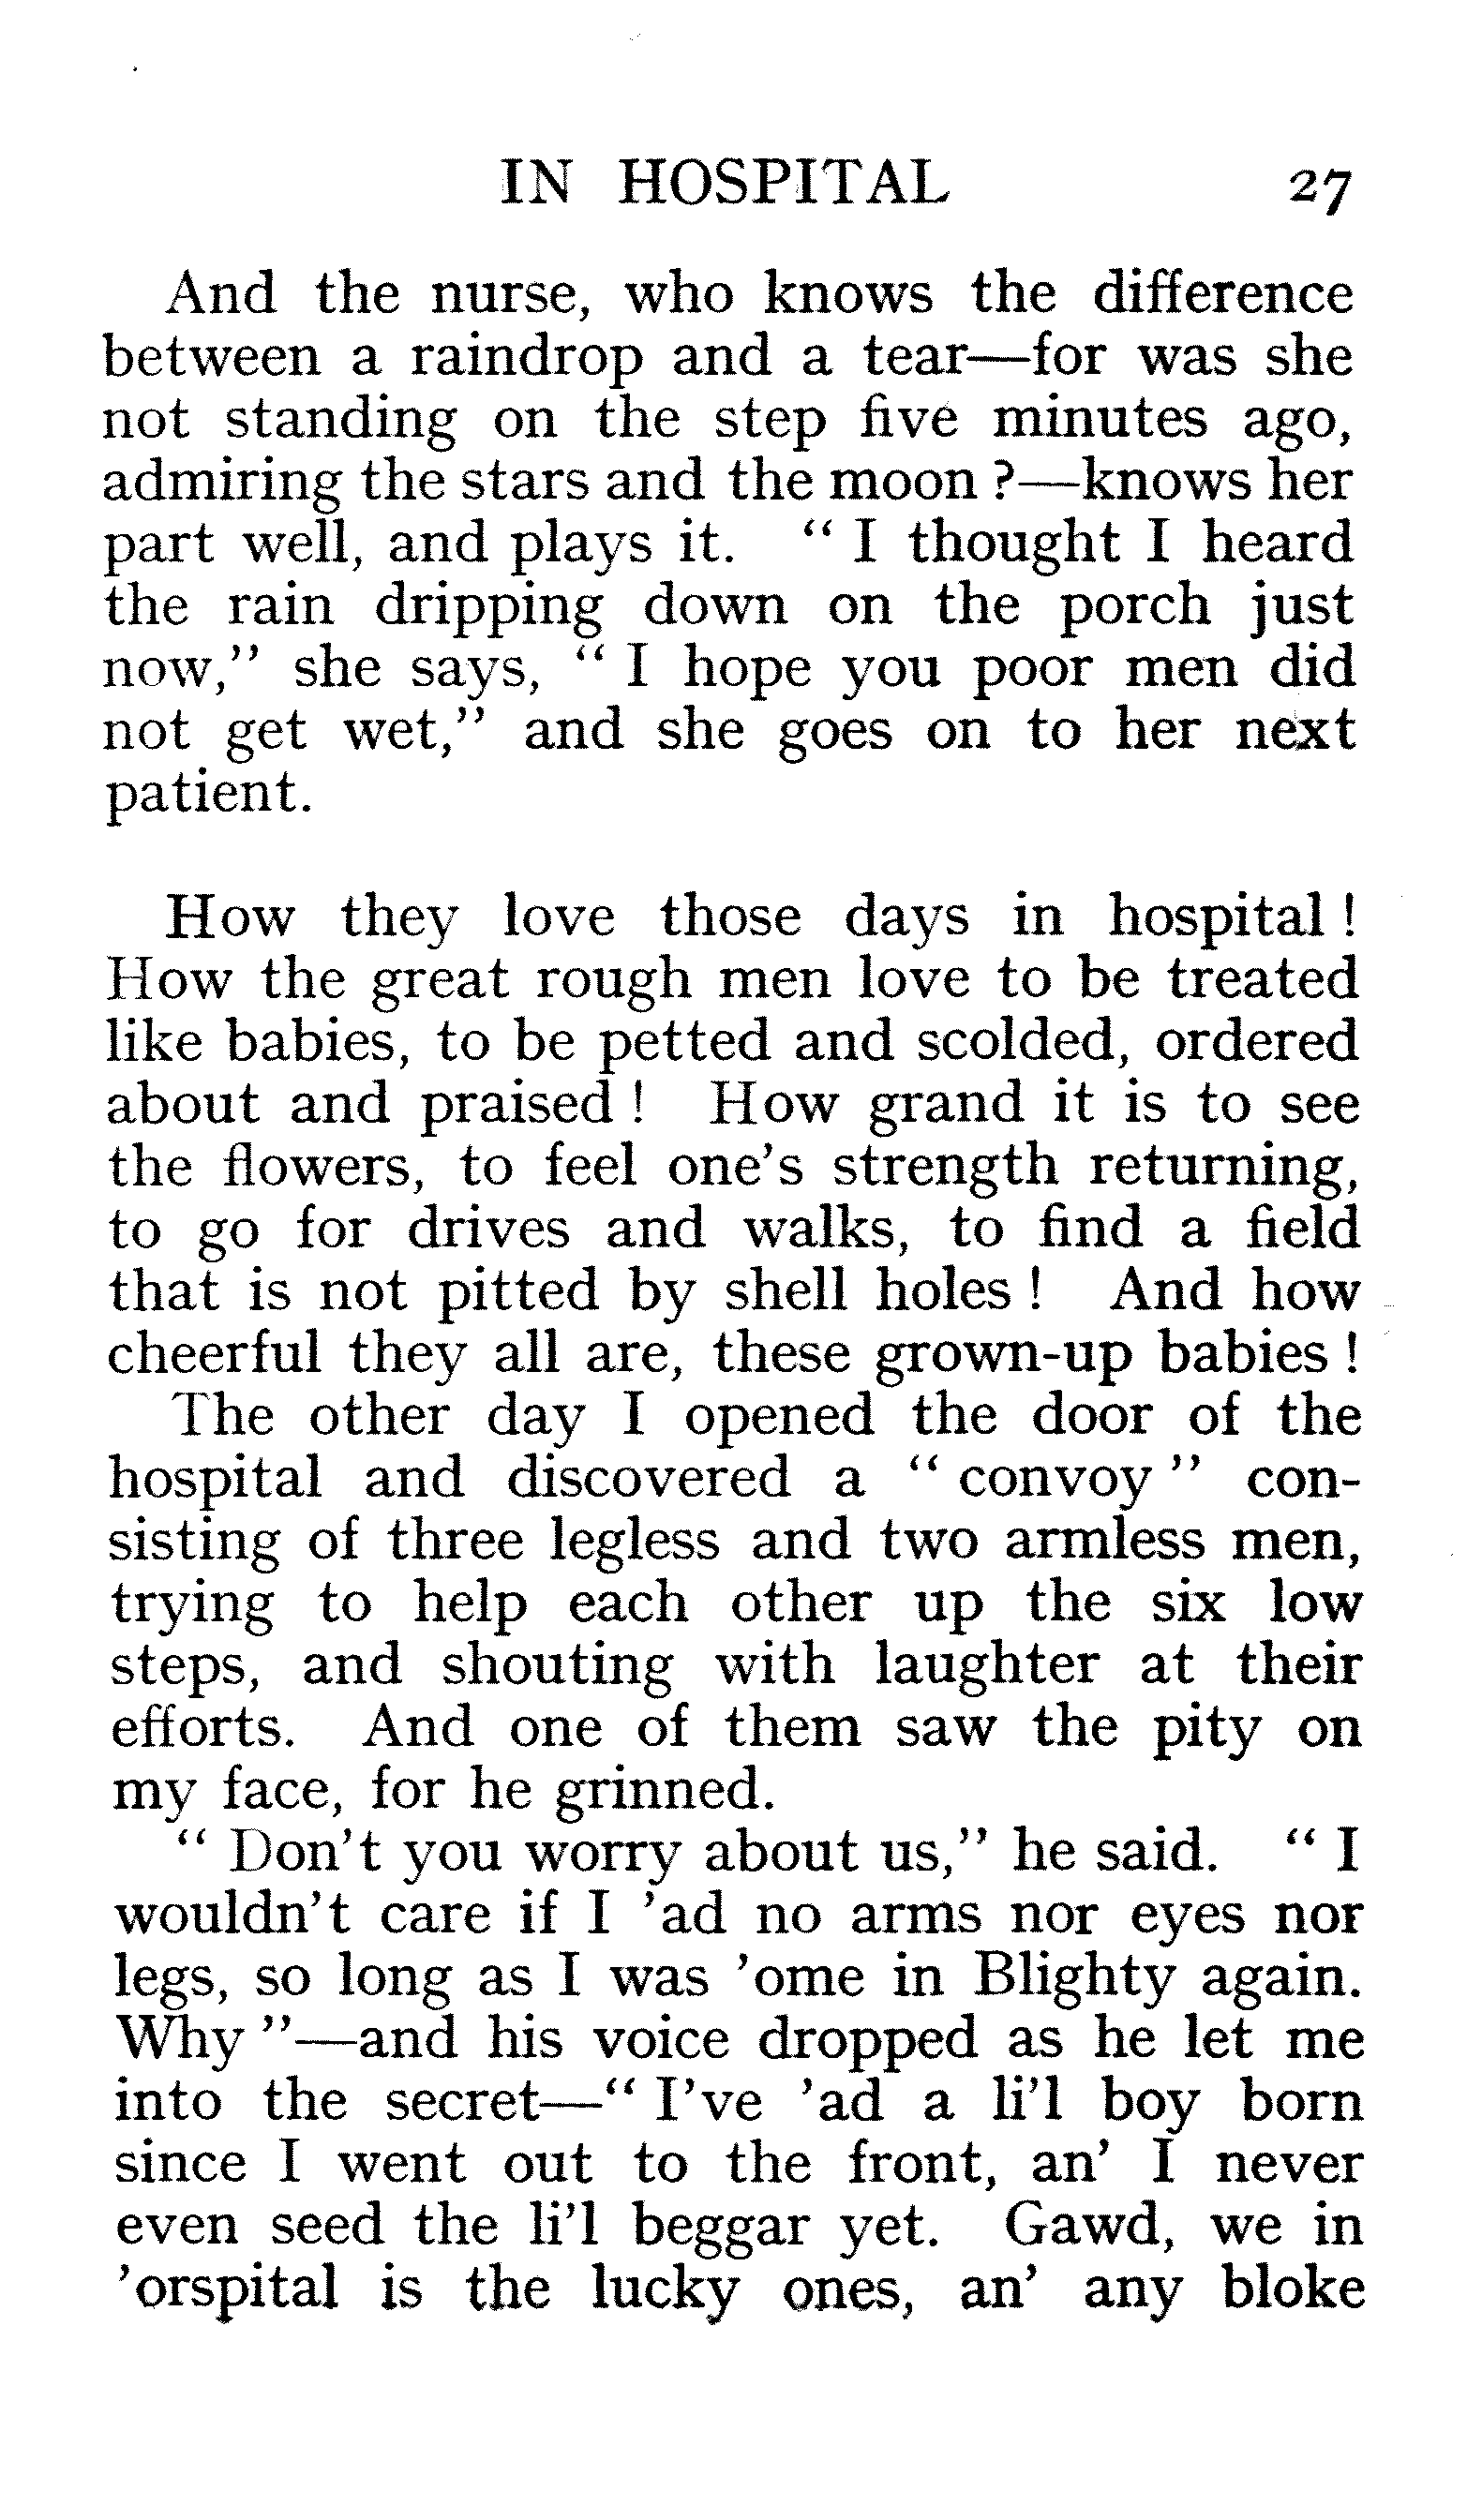 IN HOSPITAL 27
And the nurse, who knows the difference
between a raindrop and a tear—for was she
not standing on the step five minutes ago,
admiring the stars and the moon ?—knows her
part well, and plays it. “ I thought I heard
the rain dripping down on the porch just
now,” she says, “ I hope you poor men did
not get wet,” and she goes on to her next
patient.
How they love those days in hospital !
How the great rough men love to be treated
like babies, to be petted and scolded, ordered
about and praised ! How grand it is to see
the flowers, to feel one’s strength returning,
to go for drives and walks, to find a field
that is not pitted by shell holes ! And how
cheerful they all are, these grown-up babies !
The other day I opened the door of the
hospital and discovered a “ convoy ” con-
sisting of three legless and two armless men,
trying to help each other up the six low
steps, and shouting with laughter at their
efforts. And one of them saw the pity on
my face, for he grinned.
“ Don’t you worry about us,” he said. “ I
wouldn’t care if I ’ad no arms nor eyes nor
legs, so long as I was ’ome in Blighty again.
Why ”—and his voice dropped as he let me
into the secret—“ I’ve ’ad a li’l boy born
since I went out to the front, an’ I never
even seed the li’l beggar yet. Gawd, we in
’orspital is the lucky ones, an’ any bloke